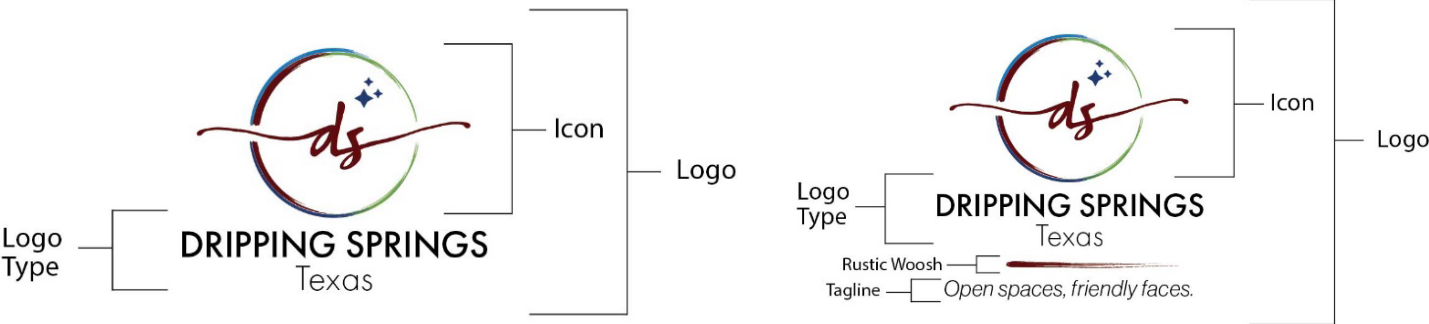 ds
Icon
Logo
Logo
Type
DRIPPING SPRINGS
Texas
ds
Icon
Logo
Logo
Type
DRIPPING SPRINGS
Texas
Rustic Woosh
Tagline
Open spaces, friendly faces.